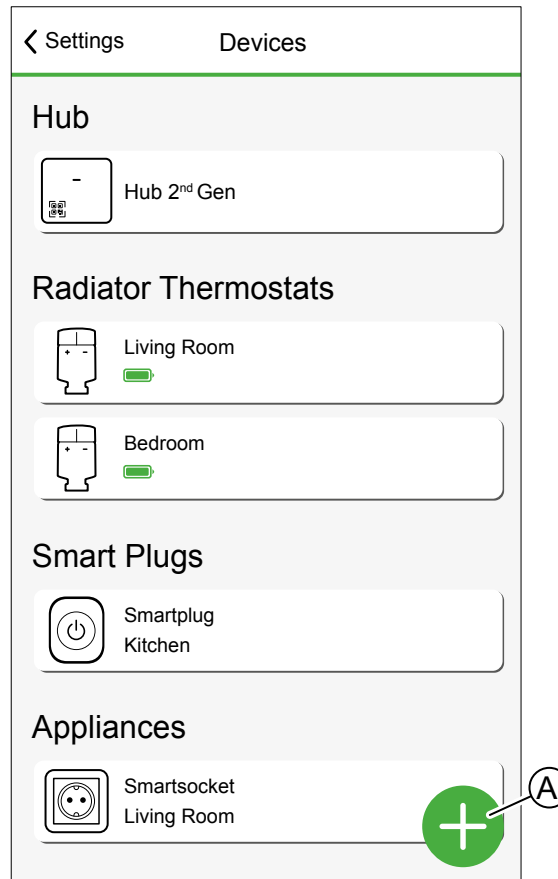 Settings Devices
Hub
Hub 2nd Gen
Radiator Thermostats
Living Room
Bedroom
Smart Plugs
Smartplug
Kitchen
Appliances
Smartsocket
Living Room
A